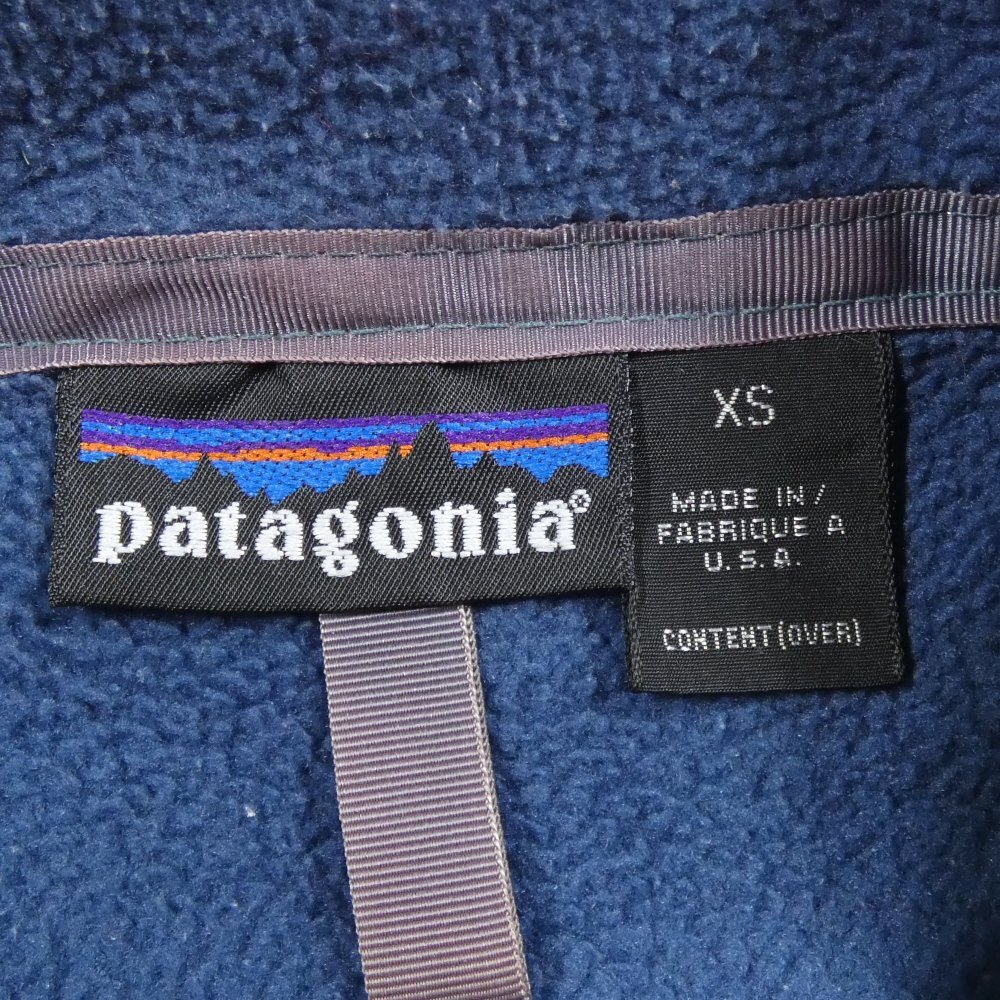 patagonia®
XS
MADE IN /
FABRIQUE A
U.S.A.
CONTENT (OVER)